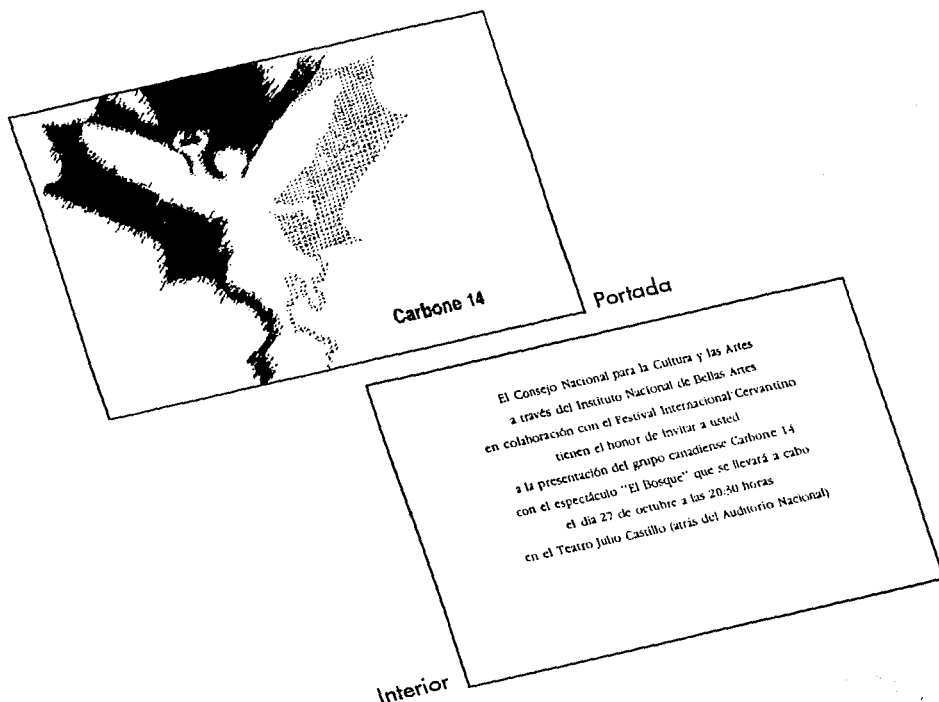 Carbone 14
Portada
El Consejo Nacional para la Cultura y las Artes
a través del Instituto Nacional de Bellas Artes
en colaboración con el Festival Internacional Cervantino
tienen el honor de invitar a usted
a la presentación del grupo canadiense Carbone 14
con el espectáculo "El Bosque" que se llevará a cabo
el día 27 de octubre a las 20:30 horas
en el Teatro Julio Castillo (atrás del Auditorio Nacional)
Interior